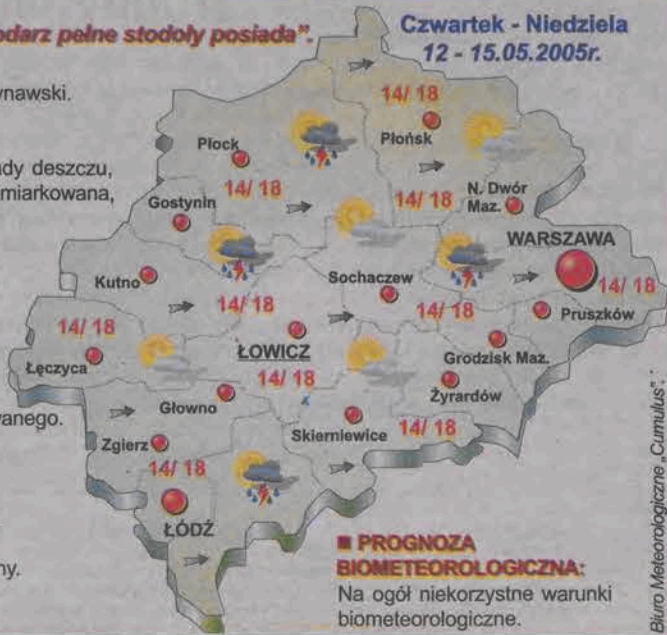 odarz pełne stodoły posiada".
Czwartek - Niedziela
12 - 15.05.2005r.
ynawski.
ady deszczu,
miarkowana,
14/ 18
Płońsk
Płock
14/ 18
14/ 18
N. Dwór
Maz.
Gostynin
WARSZAWA
Kutno
Sochaczew
14/ 18
14/ 18
14/ 18
Pruszków
14/ 18
Łęczyca
ŁOWICZ
Grodzisk Maz.
14/ 18
Żyrardów
Głowno
wanego.
Skierniewice
14/ 18
Zgierz
14/ 18
ŁÓDŹ
ny.
■ PROGNOZA
BIOMETEOROLOGICZNA:
Na ogół niekorzystne warunki
biometeorologiczne.
Biuro Meteorologiczne „Cumulus"